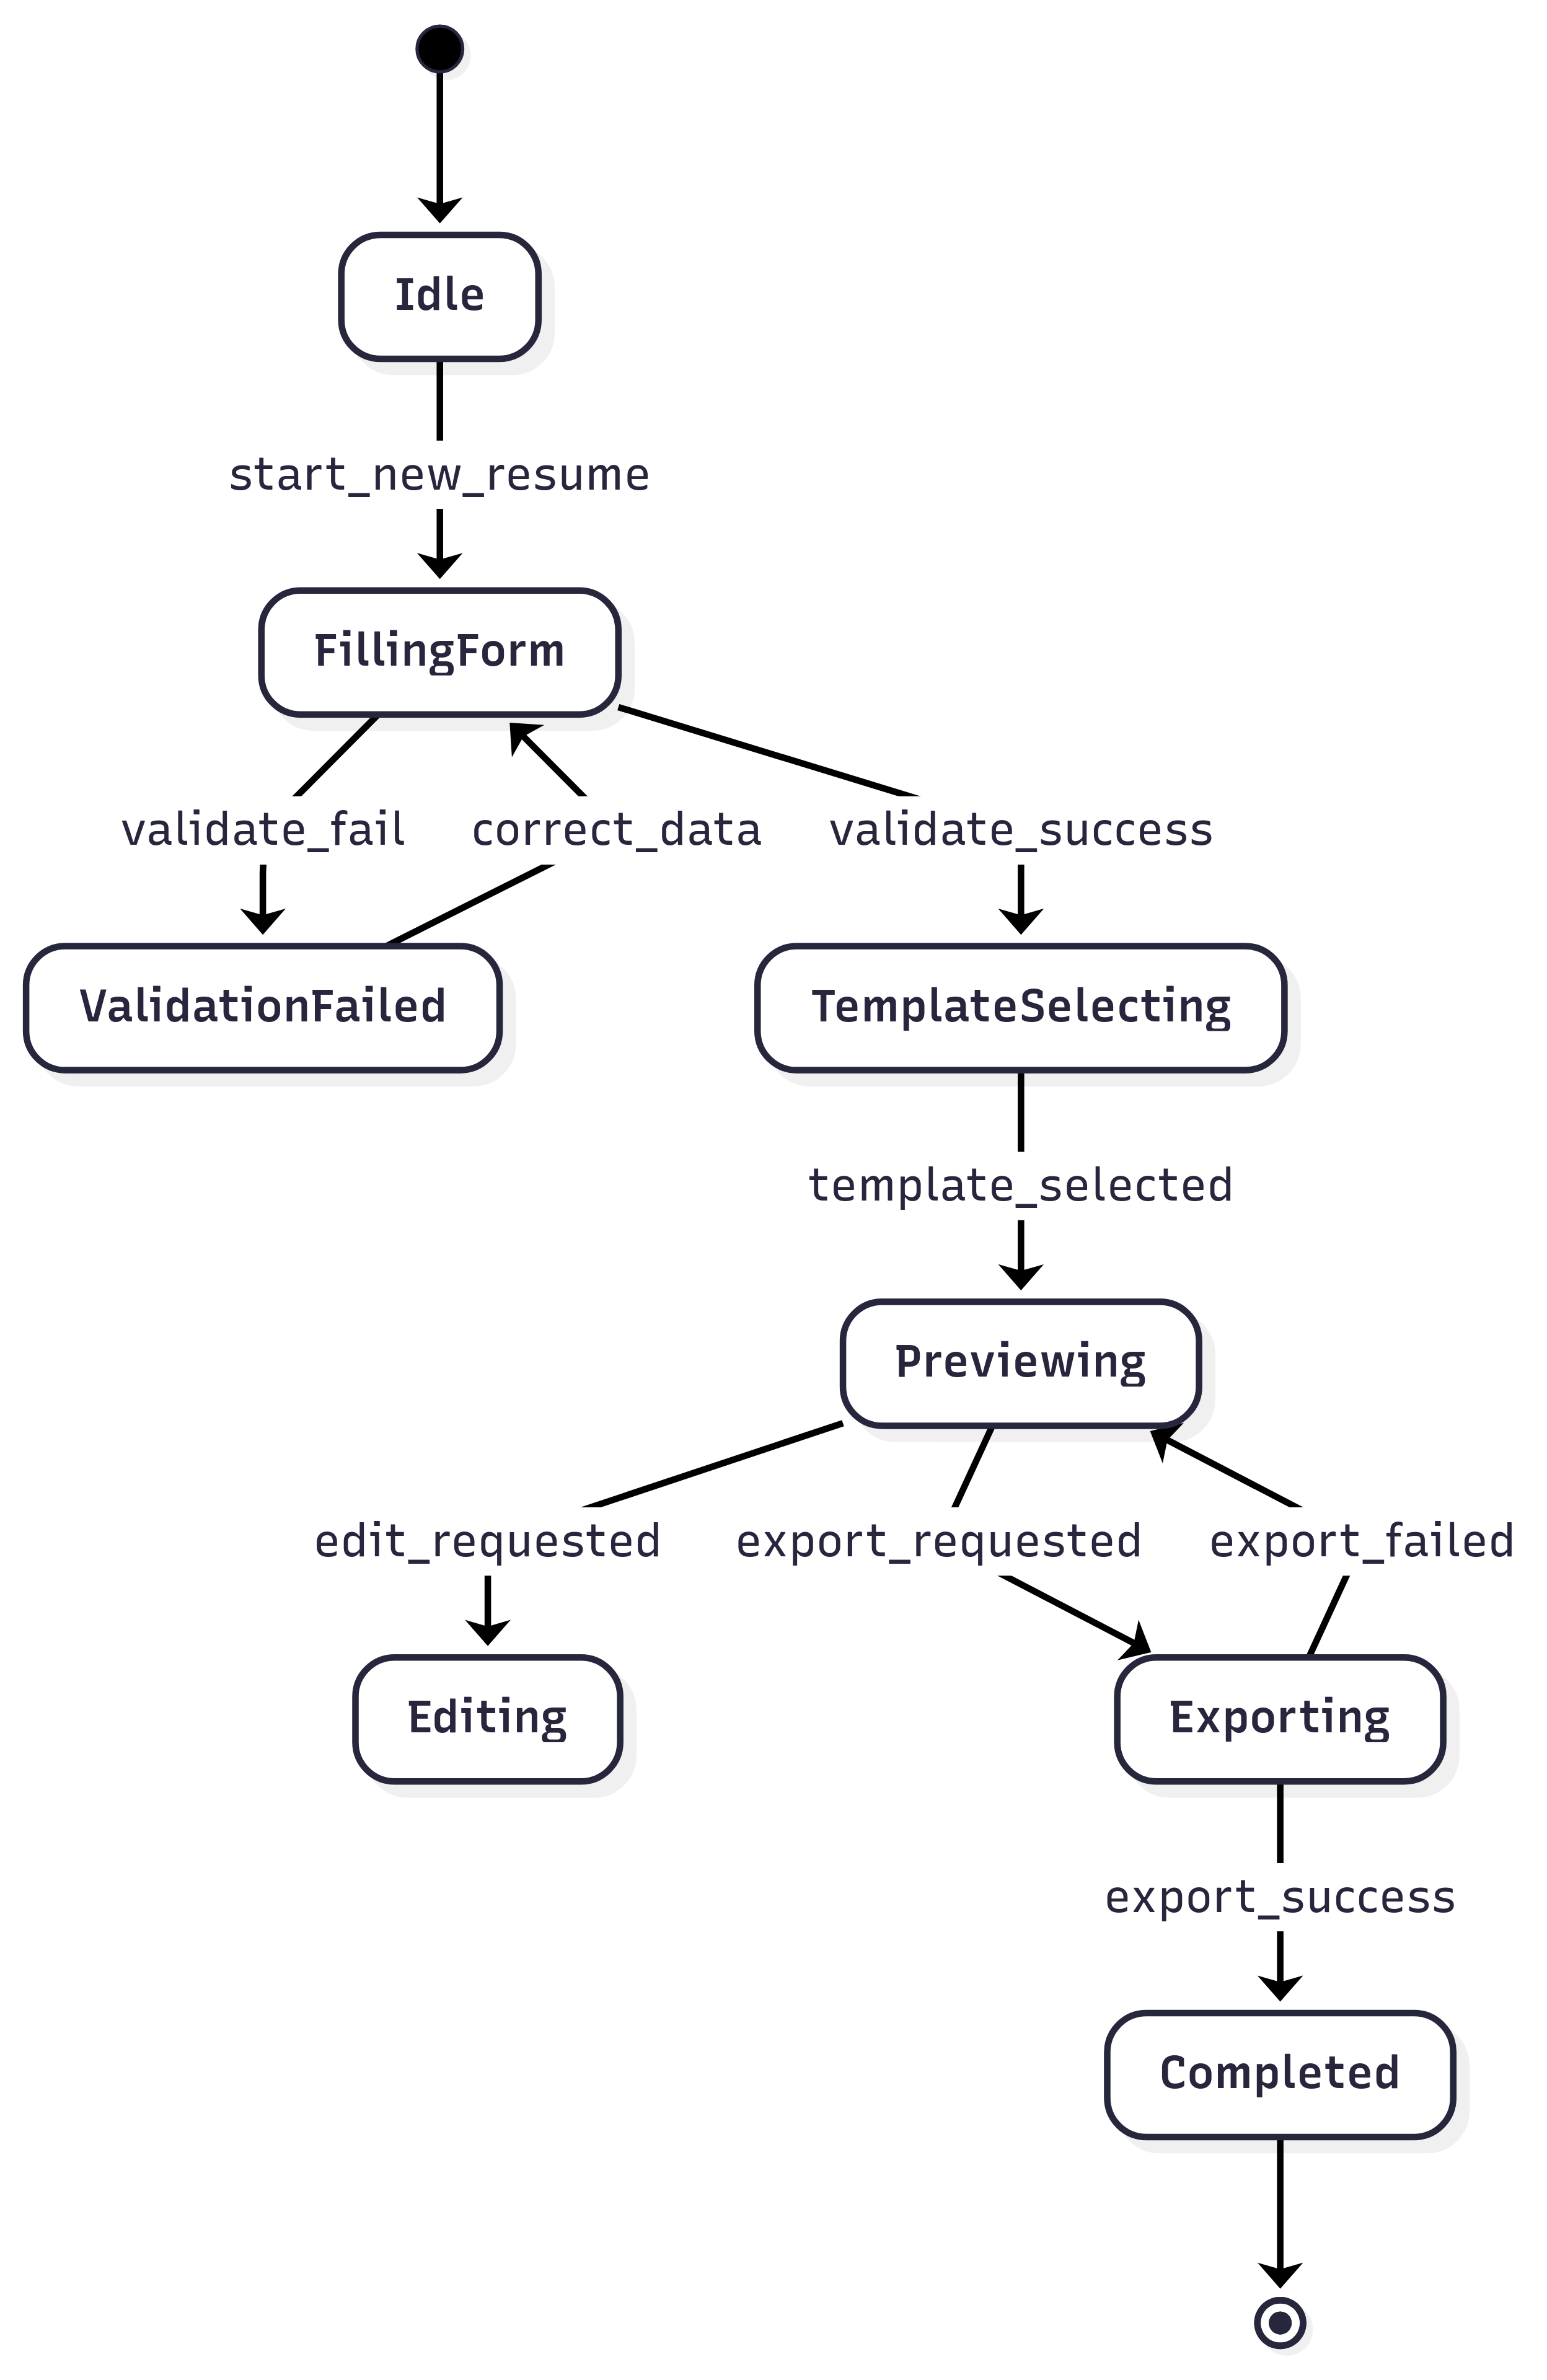 Idle
start_new_resume
FillingForm
validate_fail
correct_data
validate_success
ValidationFailed
TemplateSelecting
template_selected
Previewing
edit_requested
export_requested
export_failed
Editing
Exporting
export_success
Completed